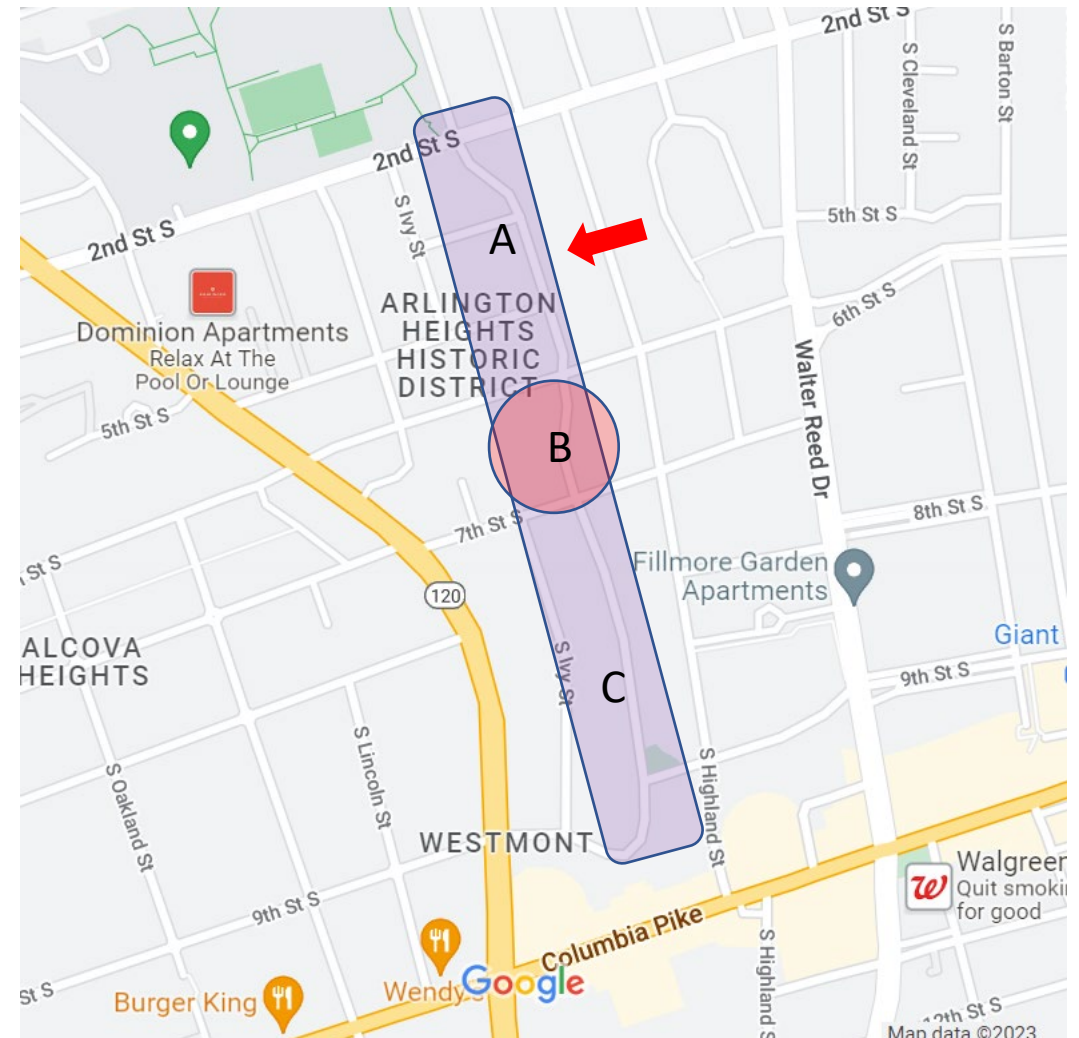 2nd St S
S Cleveland St
S Barton St
2nd St S
S Ivy St
2nd St S
5th St S
A
ARLINGTON
HEIGHTS
HISTORIC
DISTRICT
6th St S
Dominion Apartments
Relax At The
Pool Or Lounge
Walter Reed Dr
5th St S
B
7th St S
8th St S
Fillmore Garden
Apartments
120
St S
Giant
ALCOVA
HEIGHTS
S Ivy St
C
9th St S
S Lincoln St
S Oakland St
S Highland St
WESTMONT
Walgreen
Quit smoki
for good
9th St S
Columbia Pike
S Highland S
Wendy's
Google
Burger King
St S
12th St S
Map data ©2023